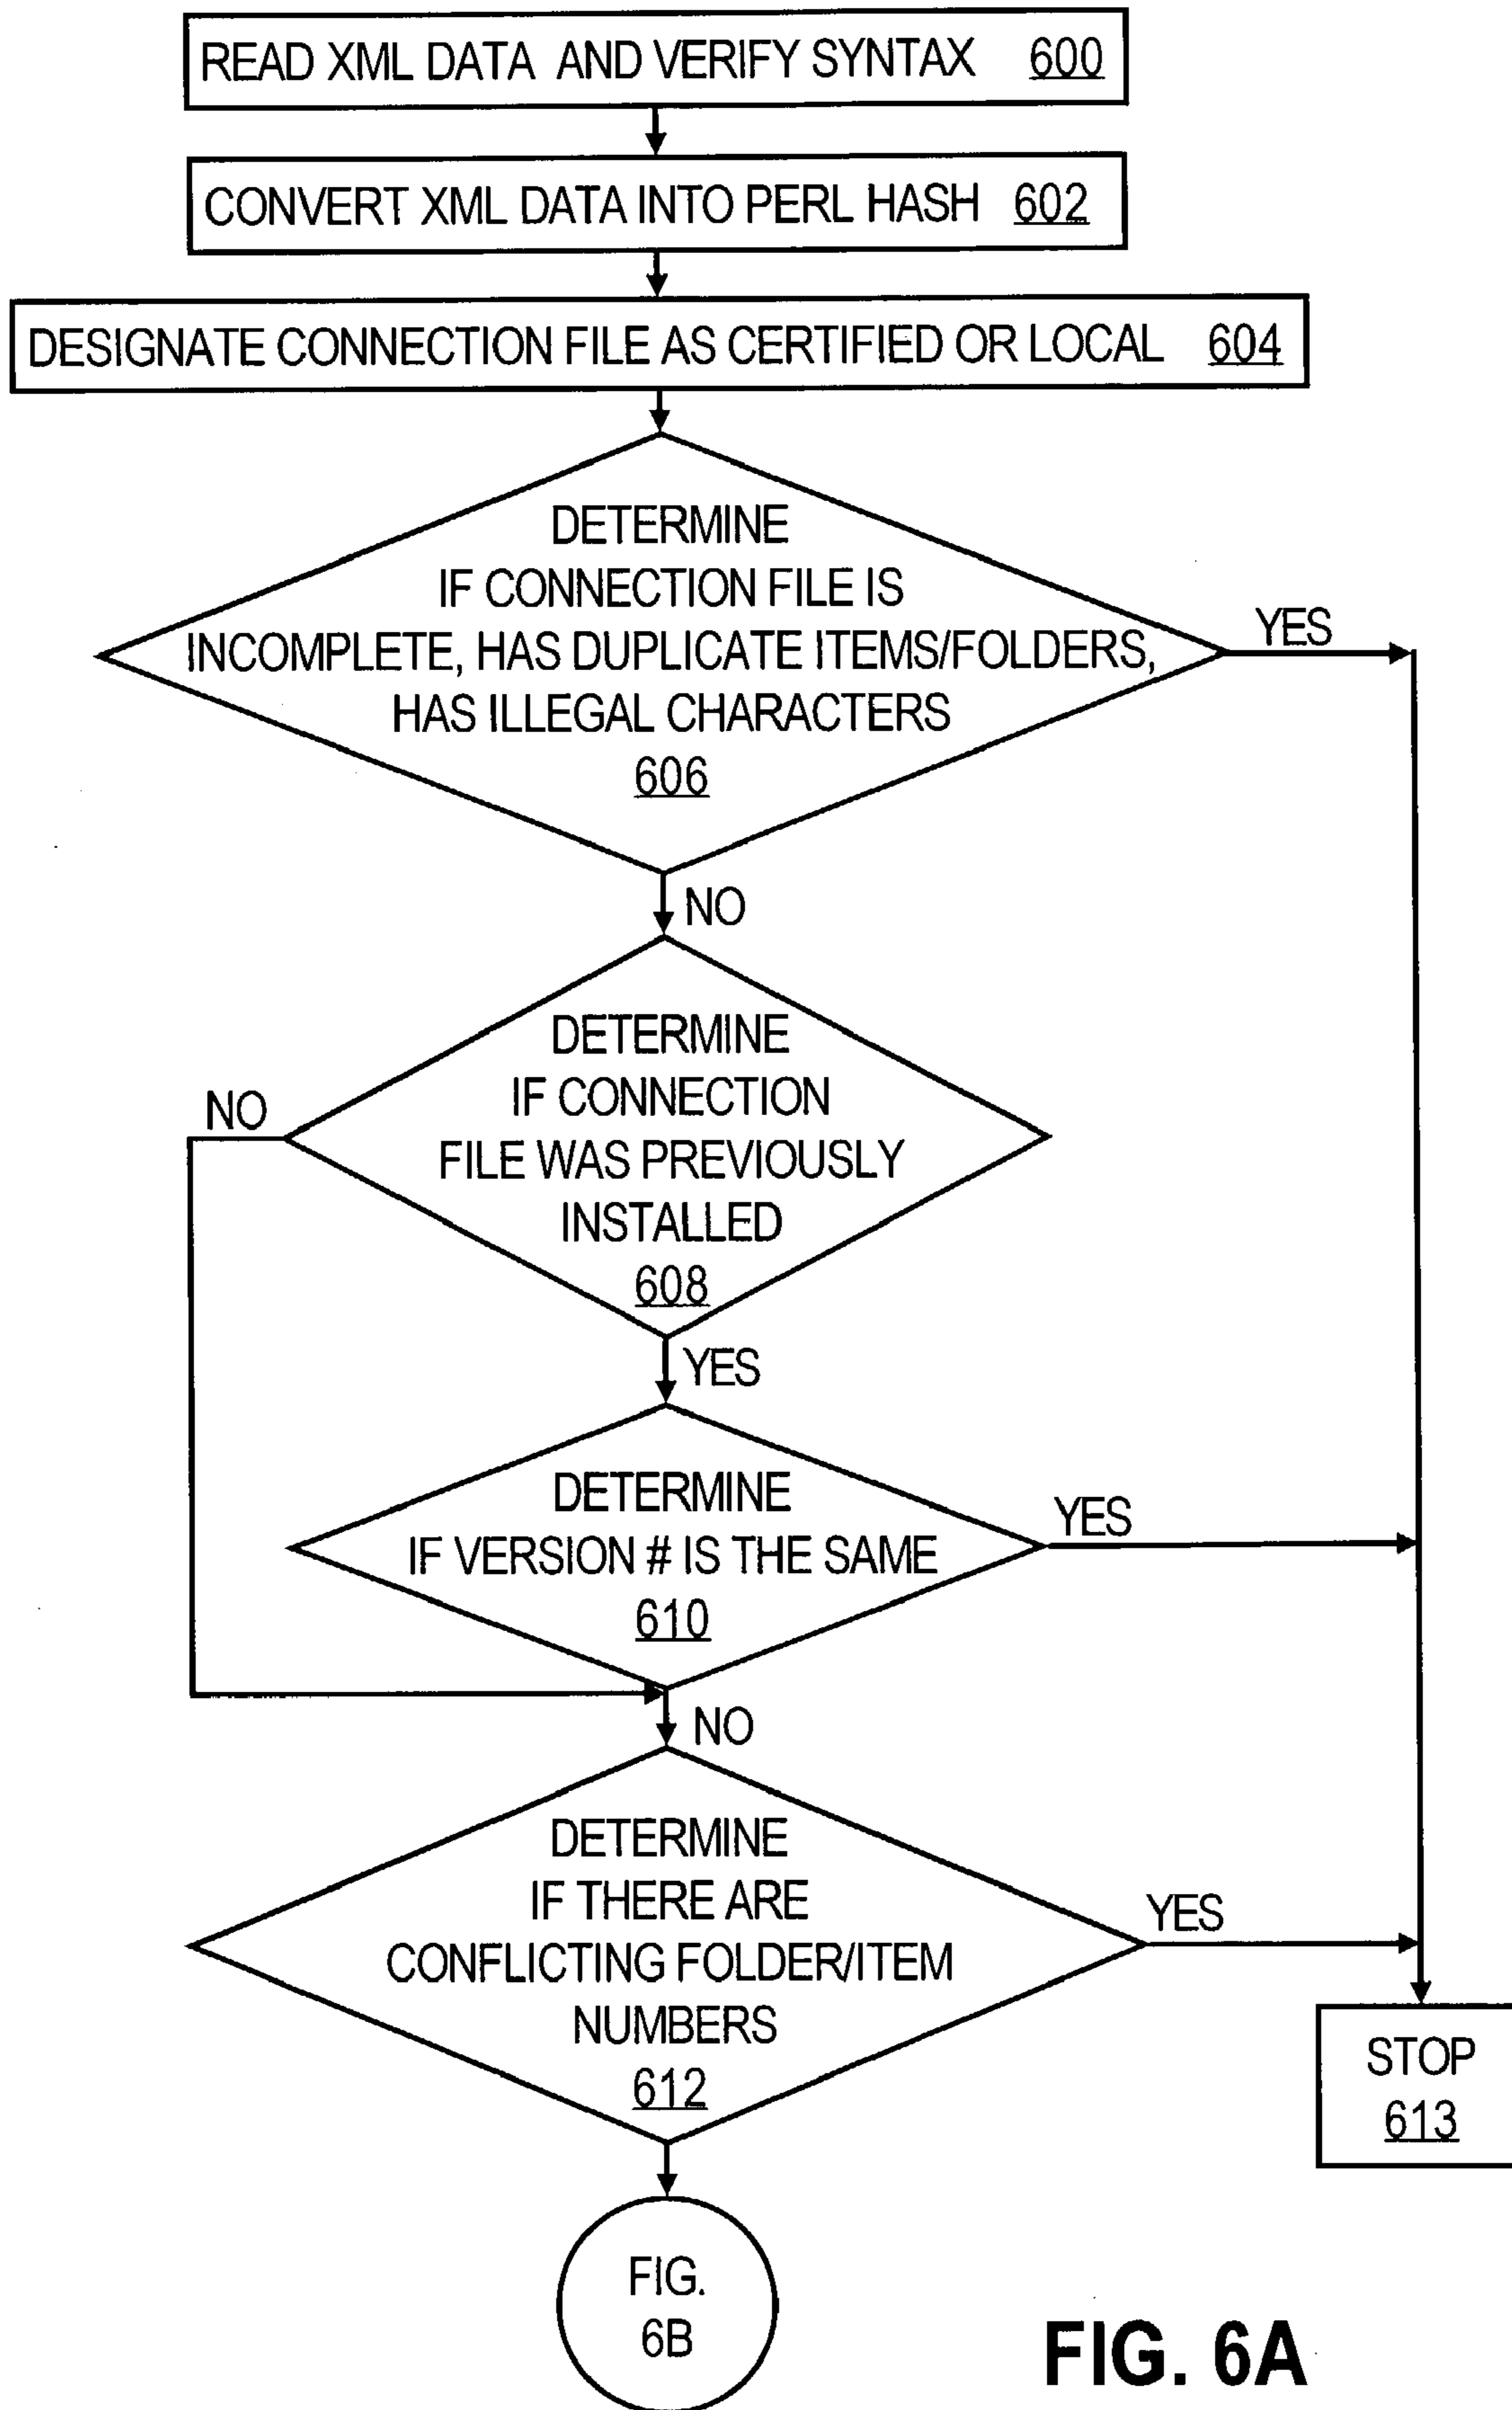 READ XML DATA AND VERIFY SYNTAX 600
CONVERT XML DATA INTO PERL HASH 602
DESIGNATE CONNECTION FILE AS CERTIFIED OR LOCAL 604
DETERMINE
IF CONNECTION FILE IS
INCOMPLETE, HAS DUPLICATE ITEMS/FOLDERS,
HAS ILLEGAL CHARACTERS
606
YES
NO
DETERMINE
IF CONNECTION
FILE WAS PREVIOUSLY
INSTALLED
608
NO
YES
DETERMINE
IF VERSION # IS THE SAME
610
YES
NO
DETERMINE
IF THERE ARE
CONFLICTING FOLDER/ITEM
NUMBERS
612
YES
STOP
613
FIG.
6B
FIG. 6A